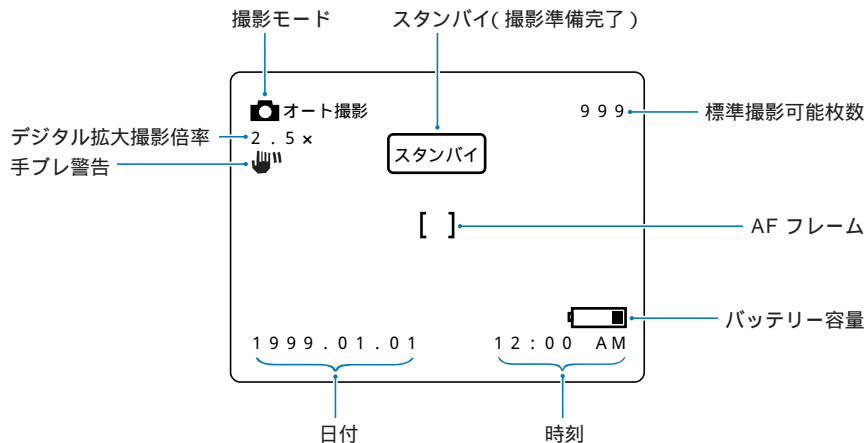 撮影モード
スタンバイ(撮影準備完了)
オート撮影
999
標準撮影可能枚数
デジタル拡大撮影倍率
2.5×
スタンバイ
手ブレ警告
[ ]
AF フレーム
バッテリー容量
1999.01.01
12:00 AM
日付
時刻